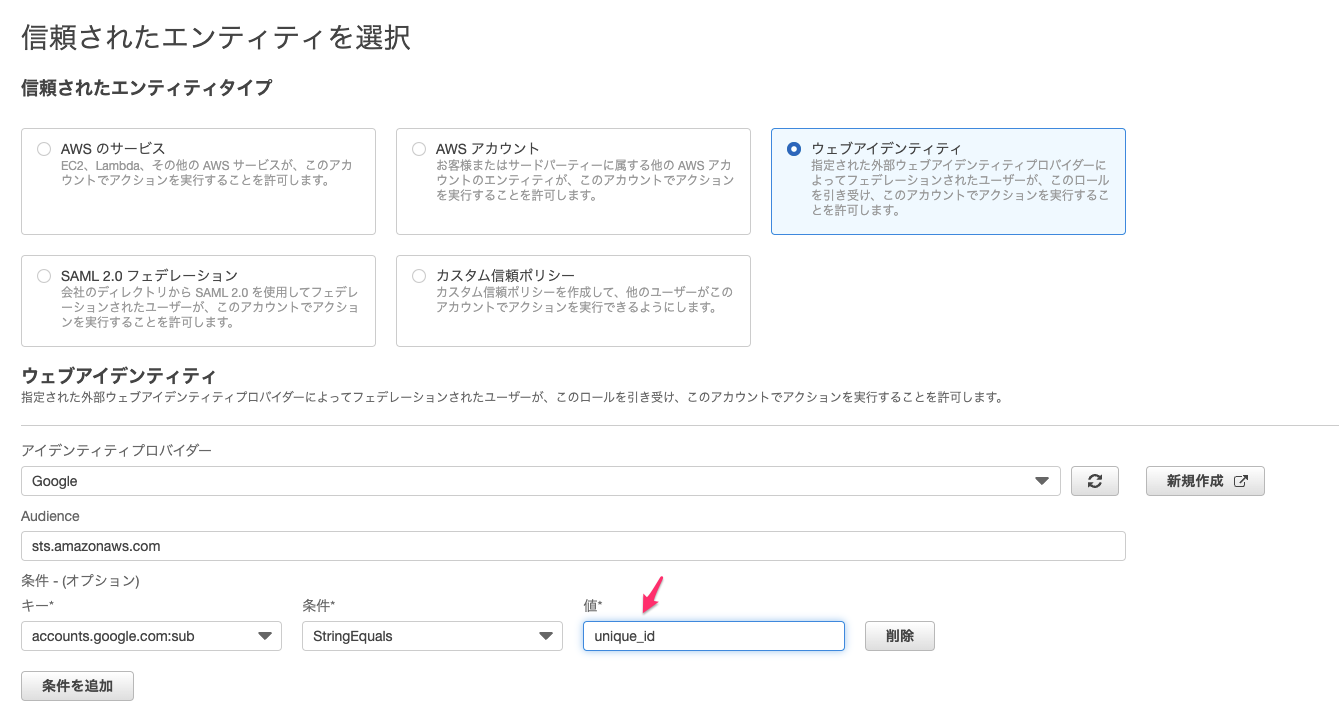 信頼されたエンティティを選択
信頼されたエンティティタイプ
AWS のサービス
EC2、Lambda、その他の AWS サービスが、このアカ
ウントでアクションを実行することを許可します。
AWS アカウント
お客様またはサードパーティーに属する他の AWS アカ
ウントのエンティティが、このアカウントでアクション
を実行することを許可します。
ウェブアイデンティティ
指定された外部ウェブアイデンティティプロバイダーに
よってフェデレーションされたユーザーが、このロール
を引き受け、このアカウントでアクションを実行するこ
とを許可します。
SAML 2.0 フェデレーション
会社のディレクトリから SAML 2.0 を使用してフェデレ
ーションされたユーザーが、このアカウントでアクショ
ンを実行することを許可します。
カスタム信頼ポリシー
カスタム信頼ポリシーを作成して、他のユーザーがこの
アカウントでアクションを実行できるようにします。
ウェブアイデンティティ
指定された外部ウェブアイデンティティプロバイダーによってフェデレーションされたユーザーが、このロールを引き受け、このアカウントでアクションを実行することを許可します。
アイデンティティプロバイダー
Google
新規作成
Audience
sts.amazonaws.com
条件 - (オプション)
キー* 条件* 値*
accounts.google.com:sub StringEquals unique_id 削除
条件を追加